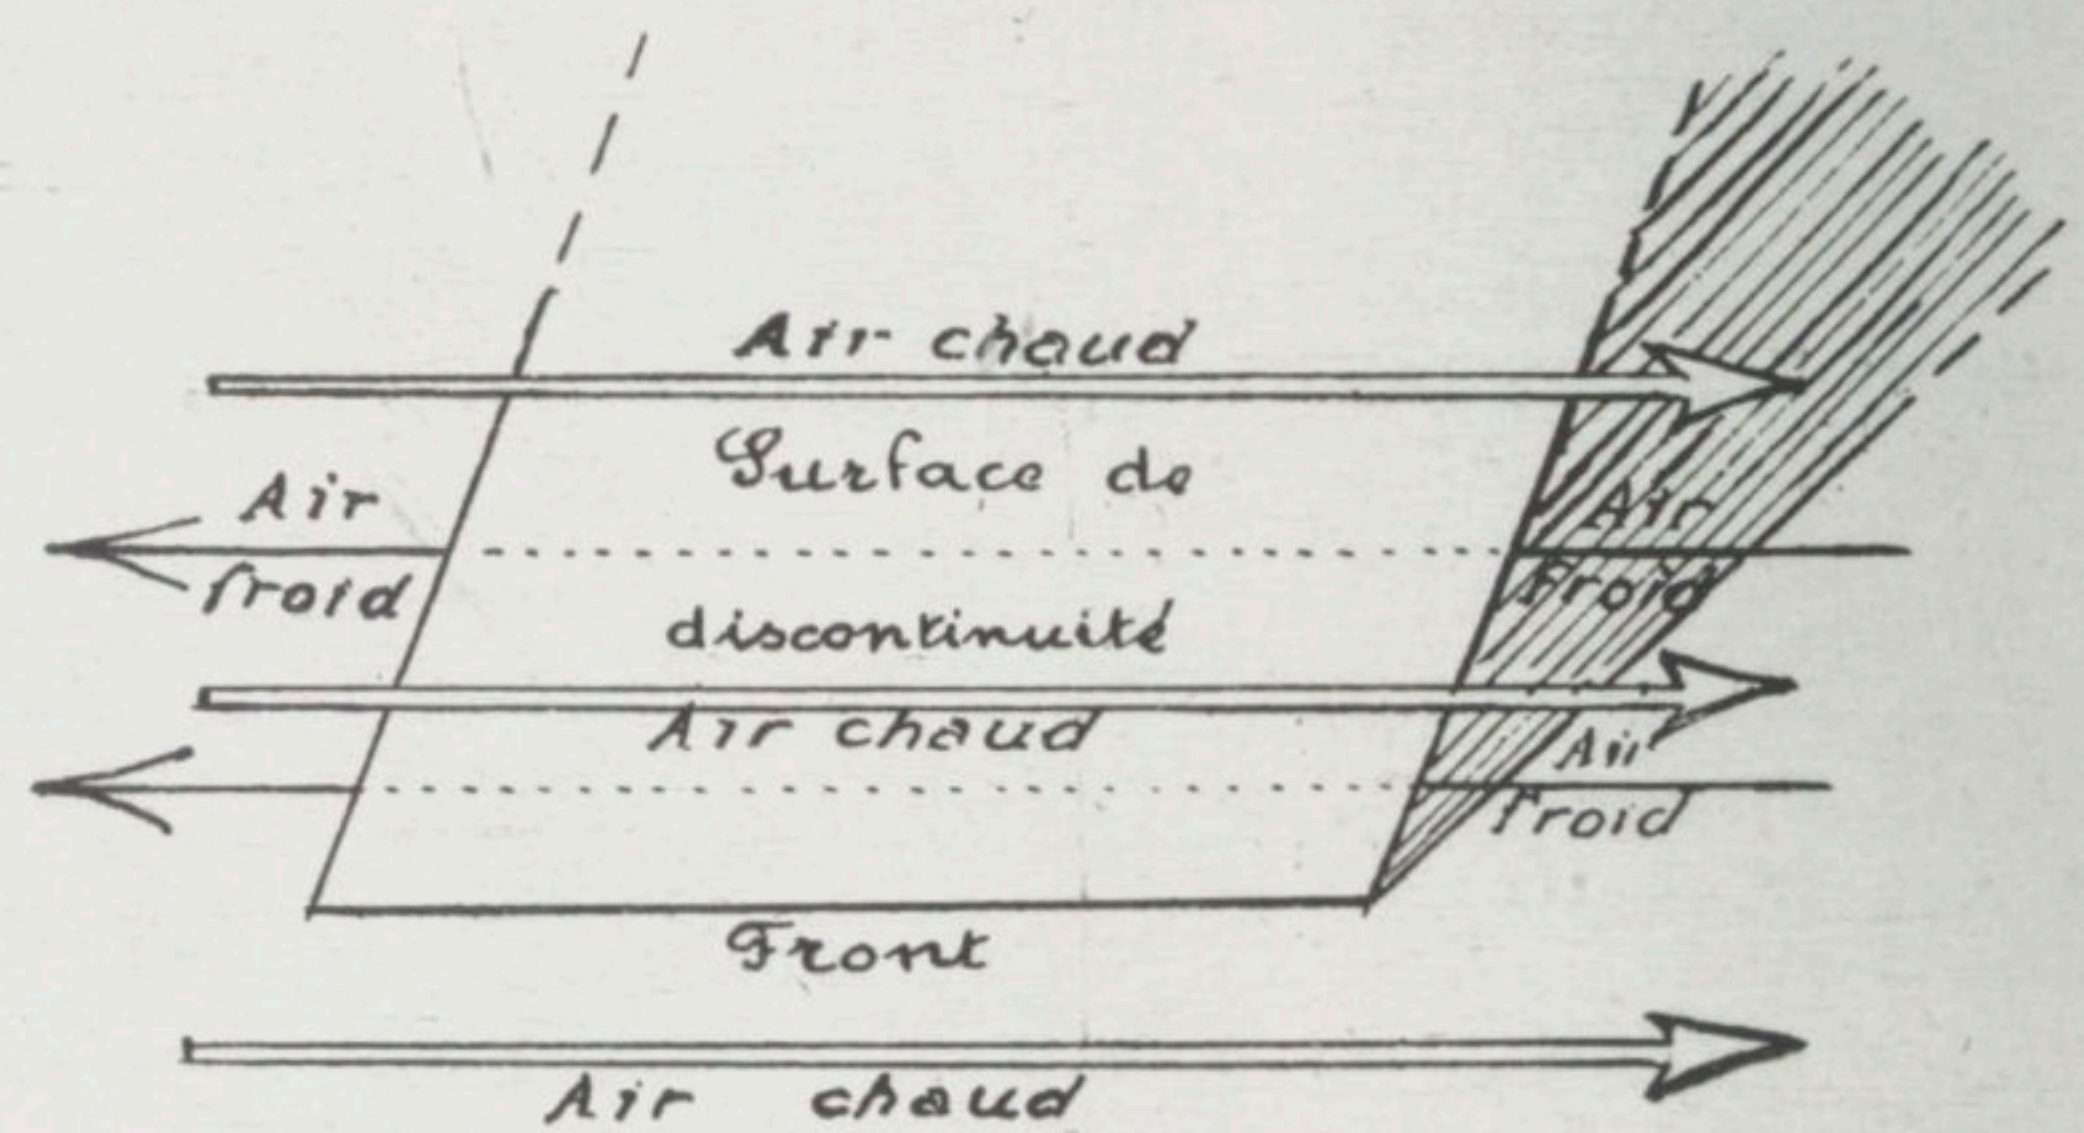 Air chaud
Surface de
Air
froid
Air
froid
discontinuité
Air chaud
Air
froid
Front
Air chaud